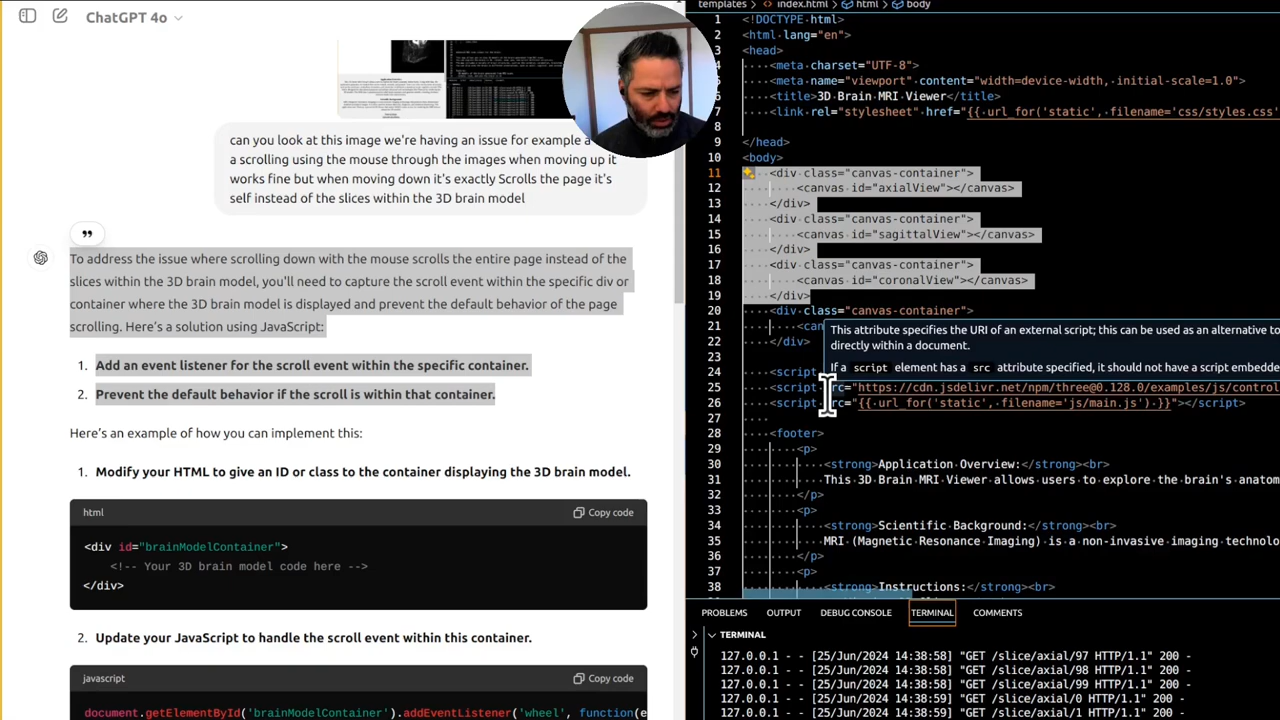 ChatGPT 4o
can you look at this image we're having an issue for example a
a scrolling using the mouse through the images when moving up it
works fine but when moving down it's exactly Scrolls the page it's
self instead of the slices within the 3D brain model
To address the issue where scrolling down with the mouse scrolls the entire page instead of the
slices within the 3D brain model, you'll need to capture the scroll event within the specific div or
container where the 3D brain model is displayed and prevent the default behavior of the page
scrolling. Here's a solution using JavaScript:
1. Add an event listener for the scroll event within the specific container.
2. Prevent the default behavior if the scroll is within that container.
Here's an example of how you can implement this:
1. Modify your HTML to give an ID or class to the container displaying the 3D brain model.
html
Copy code
<div id="brainModelContainer">
<!-- Your 3D brain model code here -->
</div>
2. Update your JavaScript to handle the scroll event within this container.
javascript
Copy code
document.getElementById('brainModelContainer').addEventListener('wheel', function(e
templates > index.html > html > body
1 <!DOCTYPE html>
2 <html lang="en">
3 <head>
4 <meta charset="UTF-8">
5 <meta name="viewport" content="width=device-width, initial-scale=1.0">
6 <title>3D Brain MRI Viewer</title>
7 <link rel="stylesheet" href="{{ url_for('static', filename='css/styles.css
8
9 </head>
10 <body>
11 <div class="canvas-container">
12 <canvas id="axialView"></canvas>
13 </div>
14 <div class="canvas-container">
15 <canvas id="sagittalView"></canvas>
16 </div>
17 <div class="canvas-container">
18 <canvas id="coronalView"></canvas>
19 </div>
20 <div class="canvas-container">
21 <can
22 </div>
23
24 <script
25 <script src="https://cdn.jsdelivr.net/npm/three@0.128.0/examples/js/control
26 <script src="{{ url_for('static', filename='js/main.js') }}"></script>
27
28 <footer>
29 <p>
30 <strong>Application Overview:</strong><br>
31 This 3D Brain MRI Viewer allows users to explore the brain's anatom
32 </p>
33 <p>
34 <strong>Scientific Background:</strong><br>
35 MRI (Magnetic Resonance Imaging) is a non-invasive imaging technolo
36 </p>
37 <p>
38 <strong>Instructions:</strong><br>
This attribute specifies the URI of an external script; this can be used as an alternative to
directly within a document.
If a script element has a src attribute specified, it should not have a script embedde
PROBLEMS OUTPUT DEBUG CONSOLE TERMINAL COMMENTS
TERMINAL
127.0.0.1 - - [25/Jun/2024 14:38:58] "GET /slice/axial/97 HTTP/1.1" 200 -
127.0.0.1 - - [25/Jun/2024 14:38:58] "GET /slice/axial/98 HTTP/1.1" 200 -
127.0.0.1 - - [25/Jun/2024 14:38:58] "GET /slice/axial/99 HTTP/1.1" 200 -
127.0.0.1 - - [25/Jun/2024 14:38:59] "GET /slice/axial/0 HTTP/1.1" 200 -
127.0.0.1 - - [25/Jun/2024 14:38:59] "GET /slice/axial/1 HTTP/1.1" 200 -